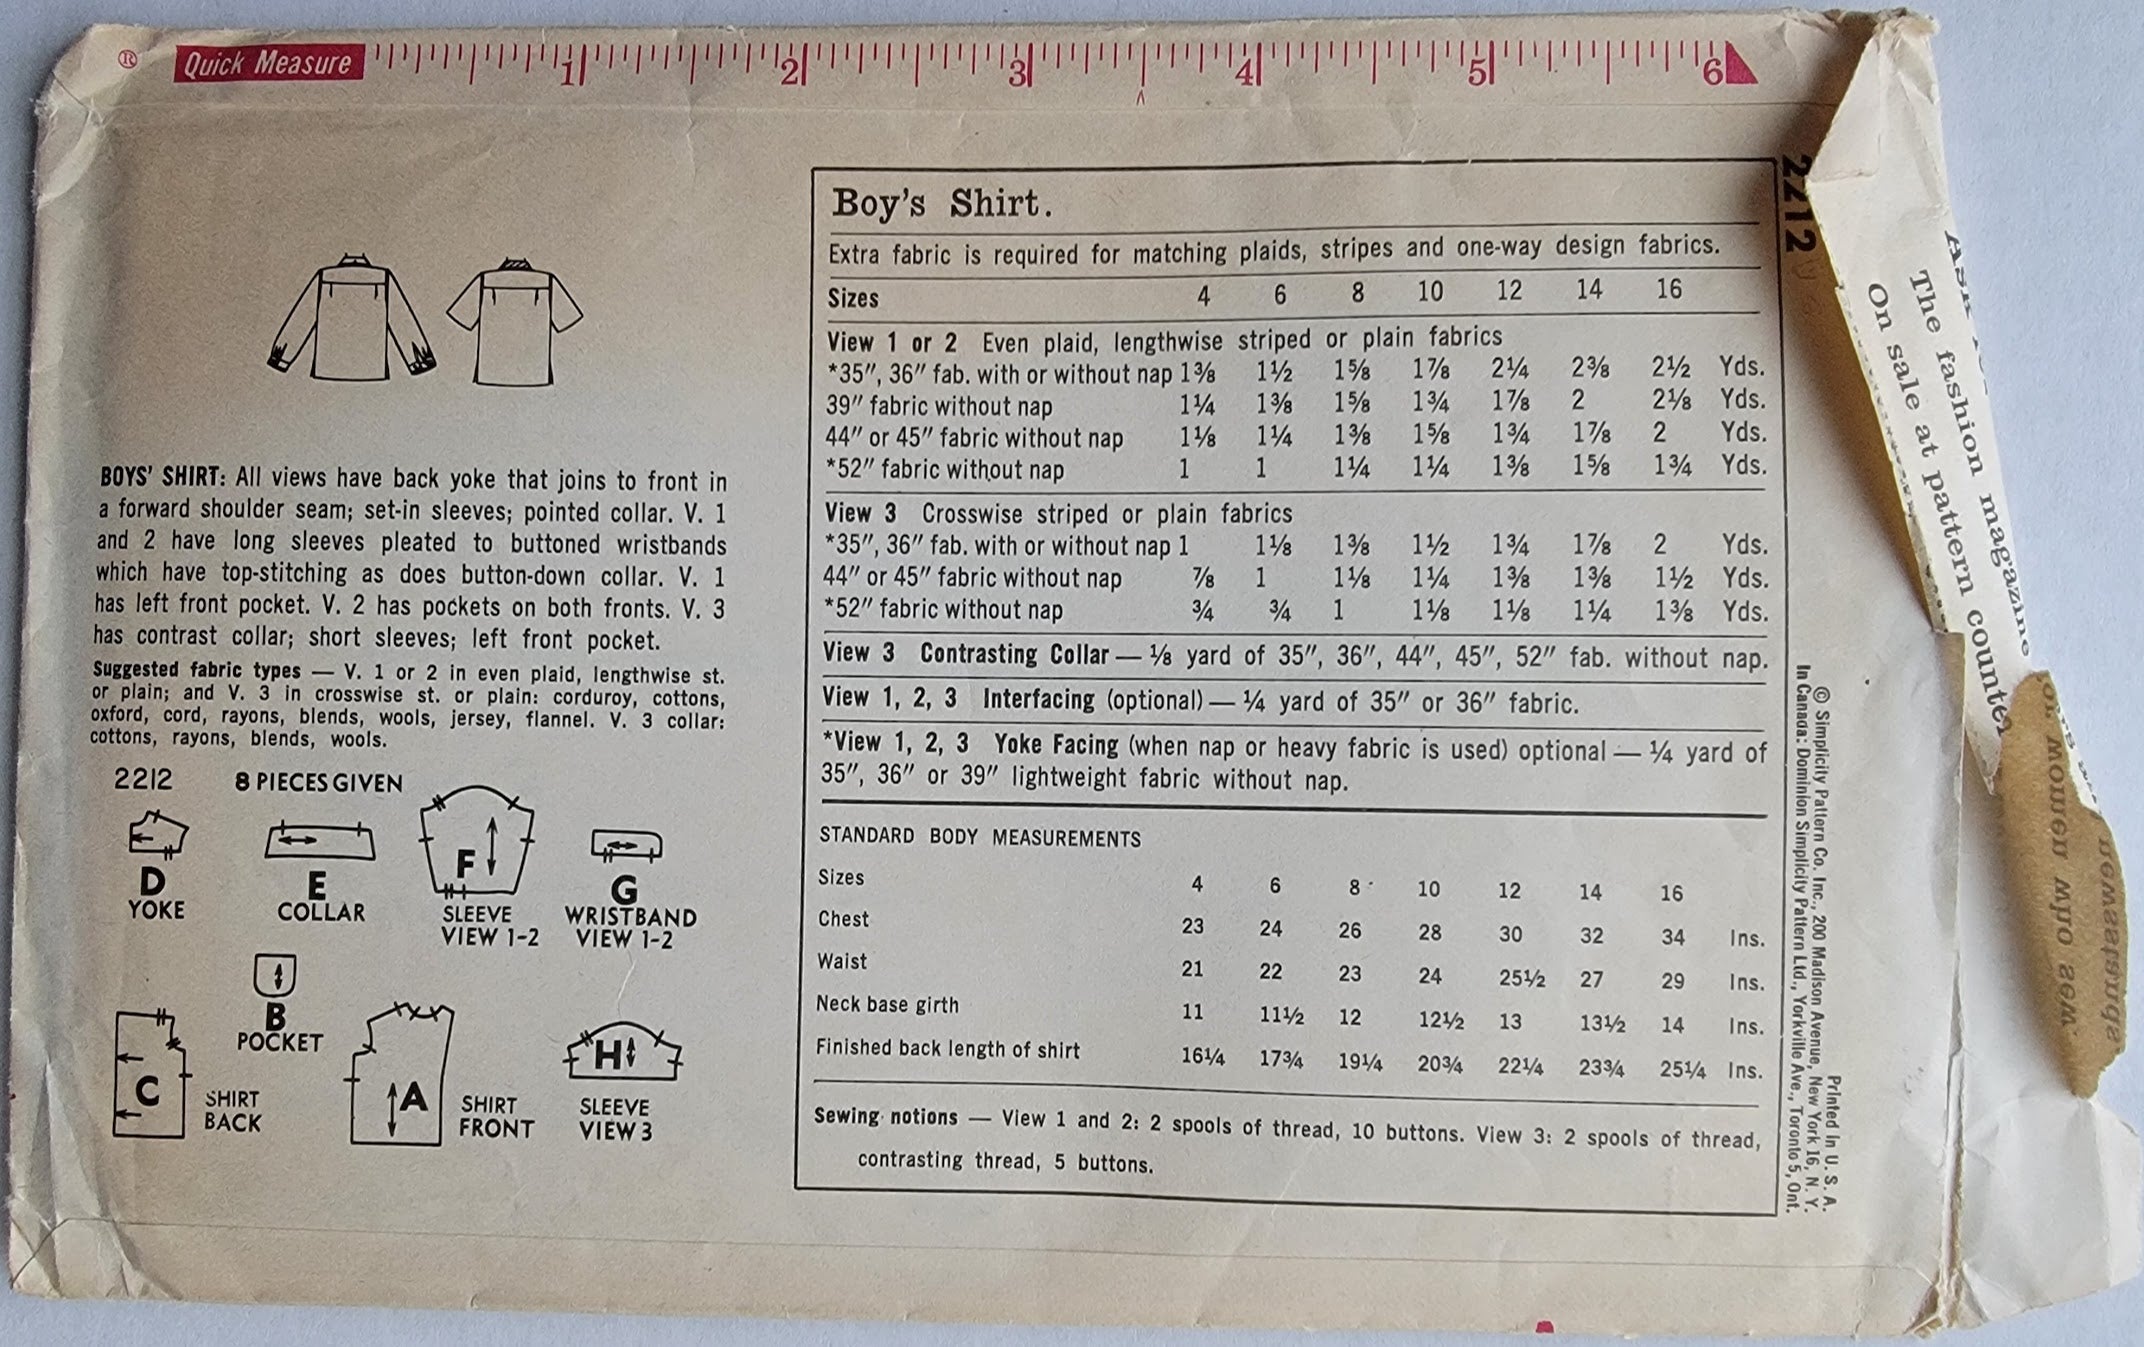 ® Quick Measure 1 2 3 4 5 6
BOYS' SHIRT: All views have back yoke that joins to front in
a forward shoulder seam; set-in sleeves; pointed collar. V. 1
and 2 have long sleeves pleated to buttoned wristbands
which have top-stitching as does button-down collar. V. 1
has left front pocket. V. 2 has pockets on both fronts. V. 3
has contrast collar; short sleeves; left front pocket.
Suggested fabric types — V. 1 or 2 in even plaid, lengthwise st.
or plain; and V. 3 in crosswise st. or plain: corduroy, cottons,
oxford, cord, rayons, blends, wools, jersey, flannel. V. 3 collar:
cottons, rayons, blends, wools.
2212 8 PIECES GIVEN
D
YOKE
E
COLLAR
F
SLEEVE
VIEW 1-2
G
WRISTBAND
VIEW 1-2
B
POCKET
C
SHIRT
BACK
A
SHIRT
FRONT
H
SLEEVE
VIEW 3
Boy's Shirt.
Extra fabric is required for matching plaids, stripes and one-way design fabrics.
Sizes 4 6 8 10 12 14 16
View 1 or 2 Even plaid, lengthwise striped or plain fabrics
*35", 36" fab. with or without nap 1⅜ 1½ 1⅝ 1⅞ 2¼ 2⅜ 2½ Yds.
39" fabric without nap 1¼ 1⅜ 1⅝ 1¾ 1⅞ 2 2⅛ Yds.
44" or 45" fabric without nap 1⅛ 1¼ 1⅜ 1⅝ 1¾ 1⅞ 2 Yds.
*52" fabric without nap 1 1 1¼ 1¼ 1⅜ 1⅝ 1¾ Yds.
View 3 Crosswise striped or plain fabrics
*35", 36" fab. with or without nap 1 1⅛ 1⅜ 1½ 1¾ 1⅞ 2 Yds.
44" or 45" fabric without nap ⅞ 1 1⅛ 1¼ 1⅜ 1⅜ 1½ Yds.
*52" fabric without nap ¾ ¾ 1 1⅛ 1⅛ 1¼ 1⅜ Yds.
View 3 Contrasting Collar — ⅛ yard of 35", 36", 44", 45", 52" fab. without nap.
View 1, 2, 3 Interfacing (optional) — ¼ yard of 35" or 36" fabric.
*View 1, 2, 3 Yoke Facing (when nap or heavy fabric is used) optional — ¼ yard of
35", 36" or 39" lightweight fabric without nap.
STANDARD BODY MEASUREMENTS
Sizes 4 6 8 10 12 14 16
Chest 23 24 26 28 30 32 34 Ins.
Waist 21 22 23 24 25½ 27 29 Ins.
Neck base girth 11 11½ 12 12½ 13 13½ 14 Ins.
Finished back length of shirt 16¼ 17¾ 19¼ 20¾ 22¼ 23¾ 25¼ Ins.
Sewing notions — View 1 and 2: 2 spools of thread, 10 buttons. View 3: 2 spools of thread,
contrasting thread, 5 buttons.
2212
Printed in U. S. A.
© Simplicity Pattern Co. Inc., 200 Madison Avenue, New York 16, N. Y.
In Canada: Dominion Simplicity Pattern Ltd., Yorkville Ave., Toronto 5, Ont.
The fashion magazine
On sale at pattern counter
women who sew.